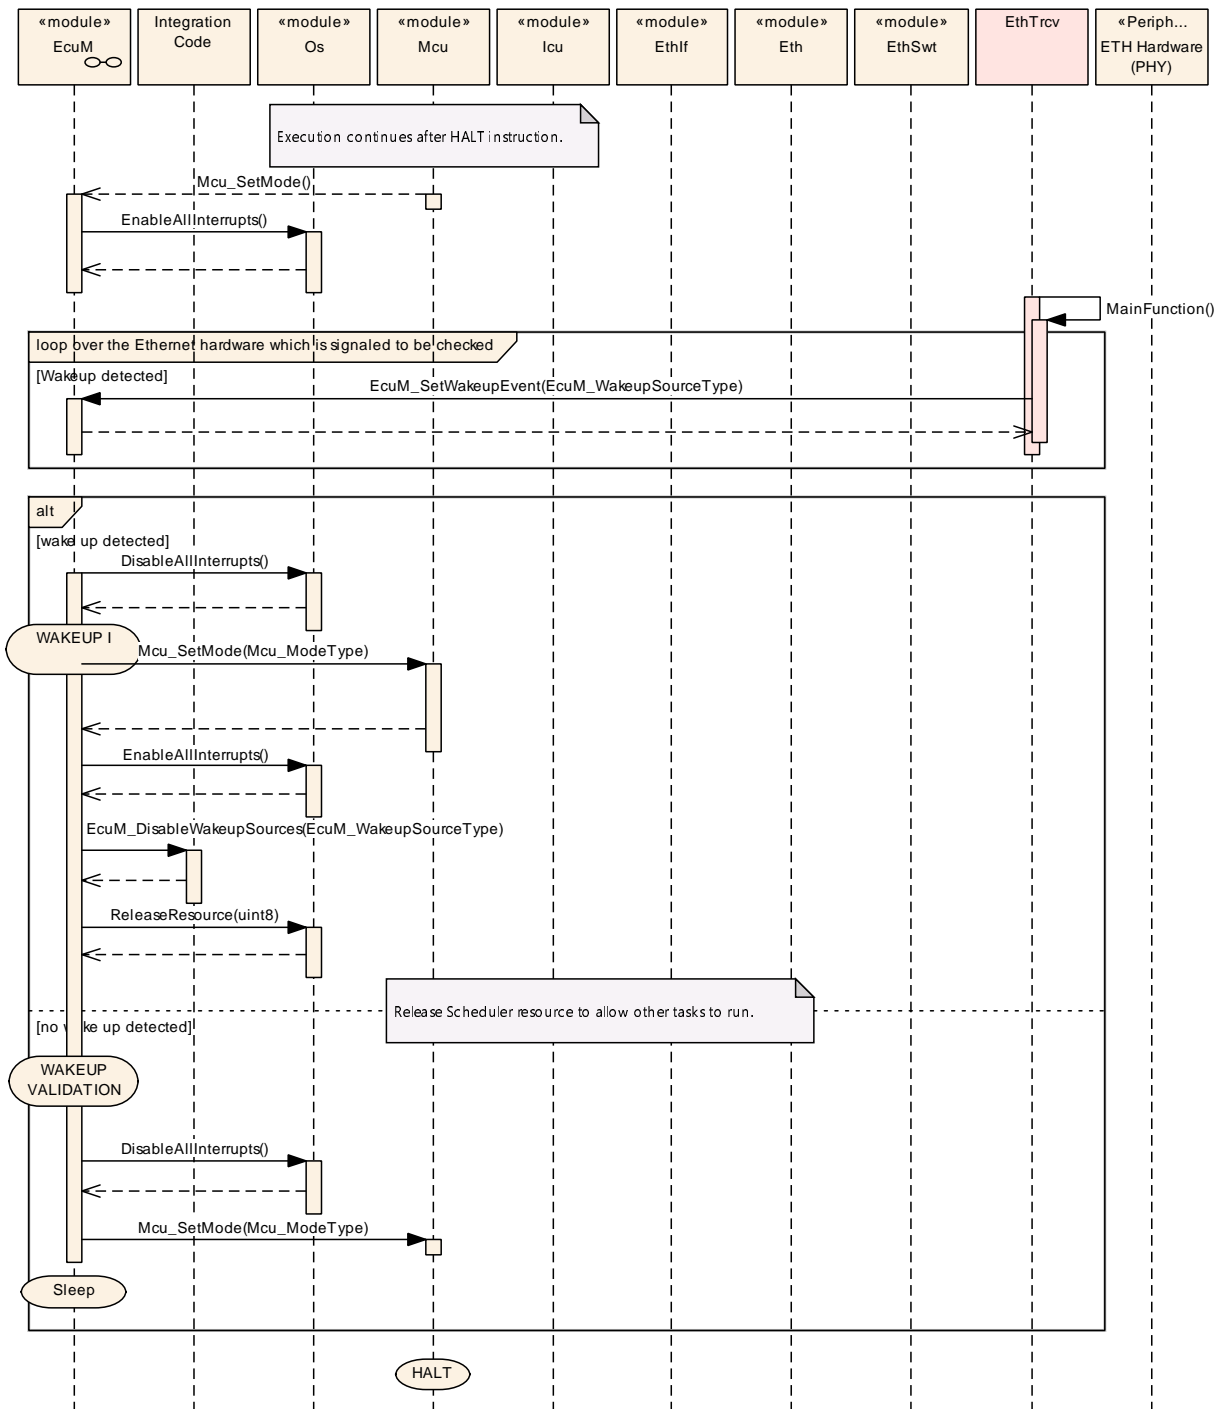 «module»
EcuM
Integration
Code
«module»
Os
«module»
Mcu
«module»
Icu
«module»
EthIf
«module»
Eth
«module»
EthSwt
EthTrcv
«Periph...
ETH Hardware
(PHY)
Execution continues after HALT instruction.
Mcu_SetMode()
EnableAllInterrupts()
MainFunction()
loop over the Ethernet hardware which is signaled to be checked
[Wakeup detected]
EcuM_SetWakeupEvent(EcuM_WakeupSourceType)
alt
[wake up detected]
DisableAllInterrupts()
WAKEUP I
Mcu_SetMode(Mcu_ModeType)
EnableAllInterrupts()
EcuM_DisableWakeupSources(EcuM_WakeupSourceType)
ReleaseResource(uint8)
Release Scheduler resource to allow other tasks to run.
[no wake up detected]
WAKEUP
VALIDATION
DisableAllInterrupts()
Mcu_SetMode(Mcu_ModeType)
Sleep
HALT